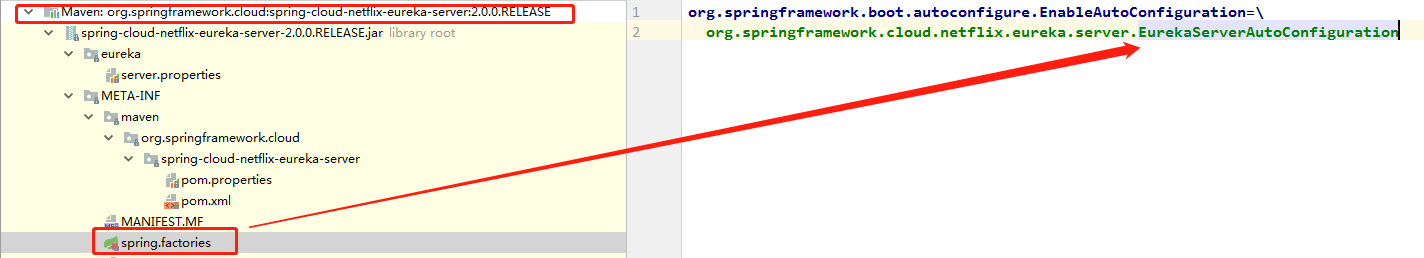 Maven: org.springframework.cloud:spring-cloud-netflix-eureka-server:2.0.0.RELEASE
spring-cloud-netflix-eureka-server-2.0.0.RELEASE.jar library root
eureka
server.properties
META-INF
maven
org.springframework.cloud
spring-cloud-netflix-eureka-server
pom.properties
pom.xml
MANIFEST.MF
spring.factories
1 org.springframework.boot.autoconfigure.EnableAutoConfiguration=\
2 org.springframework.cloud.netflix.eureka.server.EurekaServerAutoConfiguration